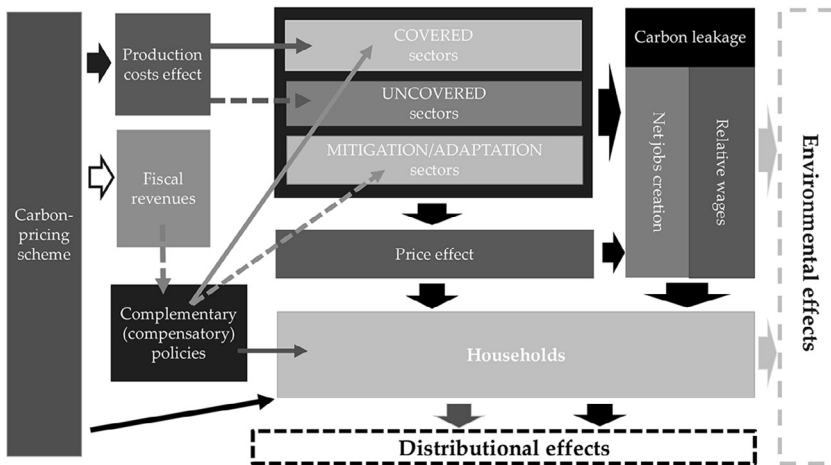 Carbon-
pricing
scheme
Production
costs effect
Fiscal
revenues
Complementary
(compensatory)
policies
COVERED
sectors
UNCOVERED
sectors
MITIGATION/ADAPTATION
sectors
Price effect
Households
Distributional effects
Carbon leakage
Net jobs creation
Relative wages
Environmental effects